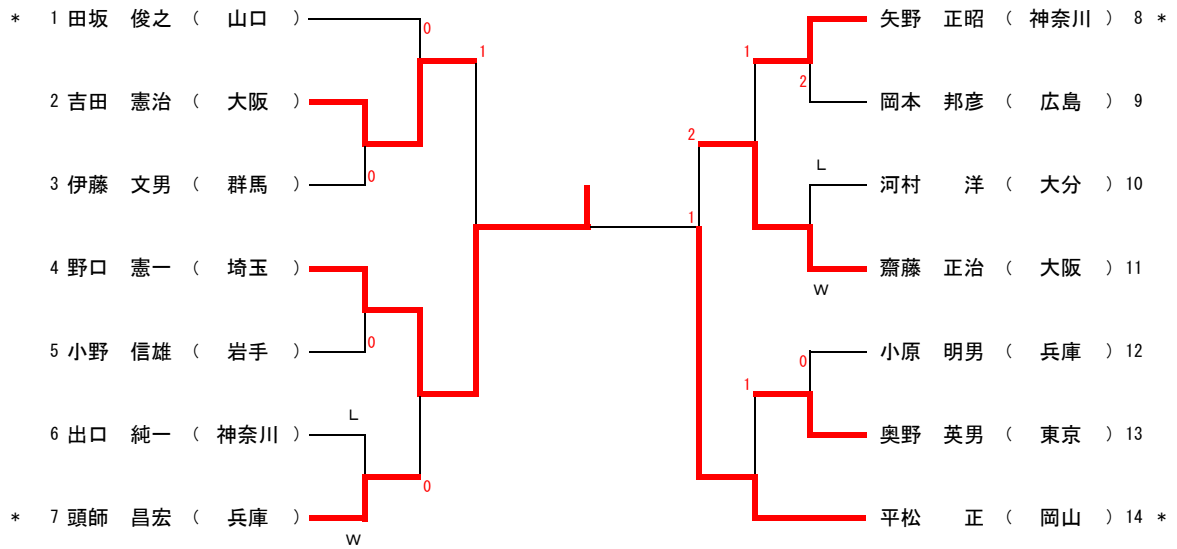 * 1 田坂 俊之 ( 山口 )
0
1
2 吉田 憲治 ( 大阪 )
3 伊藤 文男 ( 群馬 )
0
4 野口 憲一 ( 埼玉 )
5 小野 信雄 ( 岩手 )
0
L
6 出口 純一 ( 神奈川 )
0
* 7 頭師 昌宏 ( 兵庫 )
W
矢野 正昭 ( 神奈川 ) 8 *
1
2
岡本 邦彦 ( 広島 ) 9
2
L
河村 洋 ( 大分 ) 10
1
齋藤 正治 ( 大阪 ) 11
W
小原 明男 ( 兵庫 ) 12
0
1
奥野 英男 ( 東京 ) 13
平松 正 ( 岡山 ) 14 *